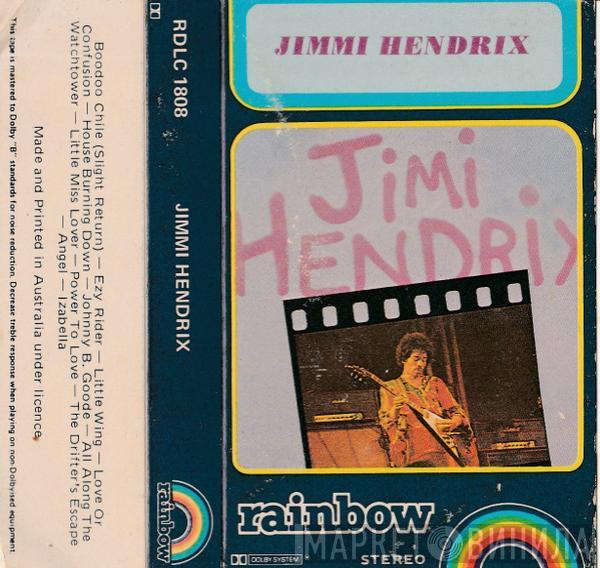 JIMMI HENDRIX
JiMi
HENDRIX
rainbow
DOLBY SYSTEM
STEREO
RDLC 1808
JIMMI HENDRIX
rainbow
Boodoo Chile (Slight Return) — Ezy Rider — Little Wing — Love Or
Confusion — House Burning Down — Johnny B. Goode — All Along The
Watchtower — Little Miss Lover — Power To Love — The Drifter's Escape
— Angel — Izabella
Made and Printed in Australia under licence
This tape is mastered to Dolby "B" standards for noise reduction. Decrease treble response when playing on non-Dolbyised equipment.
МАРКЕТ ВИНИЛА